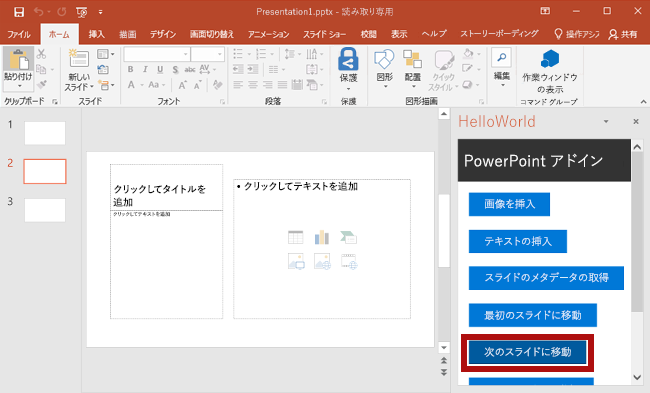 Presentation1.pptx - 読み取り専用
ファイル ホーム 挿入 描画 デザイン 画面切り替え アニメーション スライド ショー 校閲 表示 ヘルプ ストーリーボーディング 操作アシ 共有
貼り付け
新しい
スライド
B I U S abc AV
A Aa A A
保護
図形
配置
クイック
スタイル
編集
作業ウィンドウ
の表示
クリップボード スライド フォント 段落 保護 図形描画 コマンド グループ
1
2
3
クリックしてタイトルを
追加
クリックしてテキストを追加
• クリックしてテキストを追加
HelloWorld
PowerPoint アドイン
画像を挿入
テキストの挿入
スライドのメタデータの取得
最初のスライドに移動
次のスライドに移動